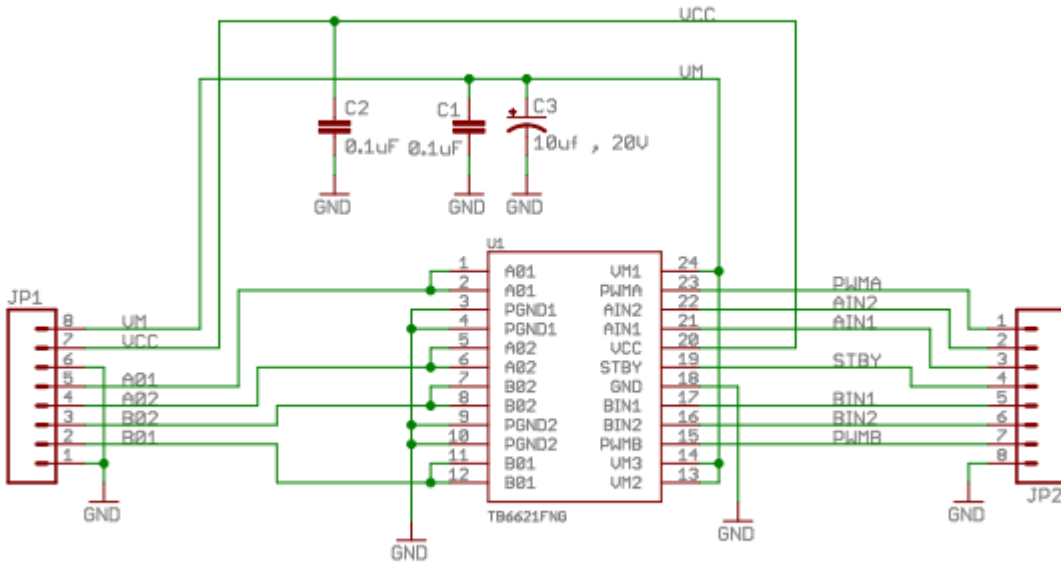 VCC
VM
C2
0.1uF
C1
0.1uF
C3
10uf , 20V
GND
GND
GND
U1
1 A01 VM1 24
2 A01 PWMA 23
3 PGND1 AIN2 22
4 PGND1 AIN1 21
5 A02 VCC 20
6 A02 STBY 19
7 B02 GND 18
8 B02 BIN1 17
9 PGND2 BIN2 16
10 PGND2 PWMB 15
11 B01 VM3 14
12 B01 VM2 13
TB6621FNG
JP1
8 VM
7 VCC
6
5 A01
4 A02
3 B02
2 B01
1
GND
GND
GND
PWMA 1
AIN2 2
AIN1 3
STBY 4
BIN1 5
BIN2 6
PWMB 7
8
GND
JP2